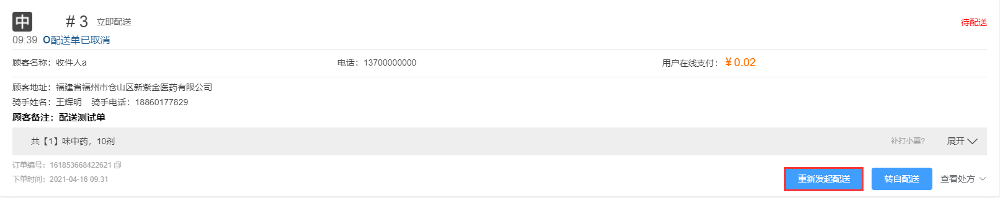 中 # 3 立即配送 待配送
09:39 O配送单已取消
顾客名称：收件人a 电话：13700000000 用户在线支付：￥0.02
顾客地址：福建省福州市仓山区新紫金医药有限公司
骑手姓名：王辉明 骑手电话：18860177829
顾客备注：配送测试单
共【1】味中药，10剂 补打小票? 展开
订单编号：161853668422621
下单时间：2021-04-16 09:31 重新发起配送 转自配送 查看处方